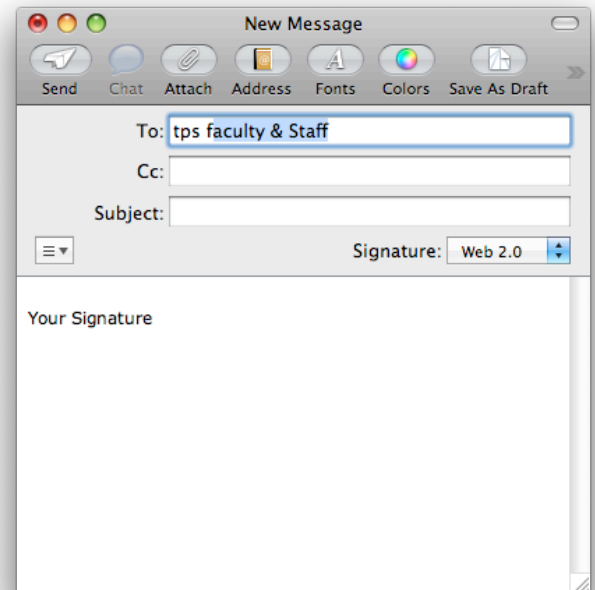 New Message
Send Chat Attach Address Fonts Colors Save As Draft
To: tps faculty & Staff
Cc:
Subject:
Signature: Web 2.0
Your Signature